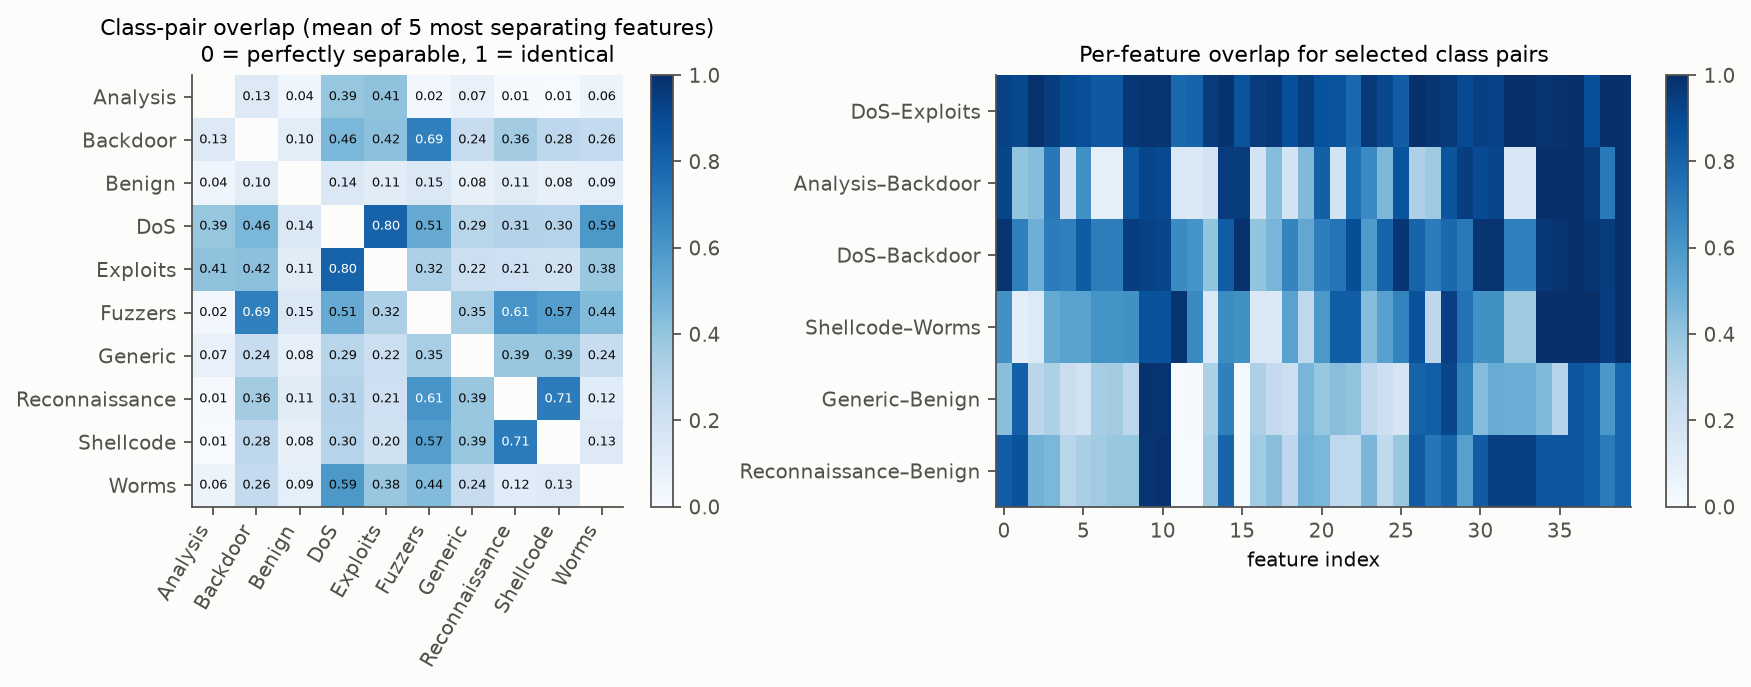 Class-pair overlap (mean of 5 most separating features)
0 = perfectly separable, 1 = identical
Analysis 0.13 0.04 0.39 0.41 0.02 0.07 0.01 0.01 0.06
Backdoor 0.13 0.10 0.46 0.42 0.69 0.24 0.36 0.28 0.26
Benign 0.04 0.10 0.14 0.11 0.15 0.08 0.11 0.08 0.09
DoS 0.39 0.46 0.14 0.80 0.51 0.29 0.31 0.30 0.59
Exploits 0.41 0.42 0.11 0.80 0.32 0.22 0.21 0.20 0.38
Fuzzers 0.02 0.69 0.15 0.51 0.32 0.35 0.61 0.57 0.44
Generic 0.07 0.24 0.08 0.29 0.22 0.35 0.39 0.39 0.24
Reconnaissance 0.01 0.36 0.11 0.31 0.21 0.61 0.39 0.71 0.12
Shellcode 0.01 0.28 0.08 0.30 0.20 0.57 0.39 0.71 0.13
Worms 0.06 0.26 0.09 0.59 0.38 0.44 0.24 0.12 0.13
Analysis Backdoor Benign DoS Exploits Fuzzers Generic Reconnaissance Shellcode Worms
1.0
0.8
0.6
0.4
0.2
0.0
Per-feature overlap for selected class pairs
DoS–Exploits
Analysis–Backdoor
DoS–Backdoor
Shellcode–Worms
Generic–Benign
Reconnaissance–Benign
0 5 10 15 20 25 30 35
feature index
1.0
0.8
0.6
0.4
0.2
0.0